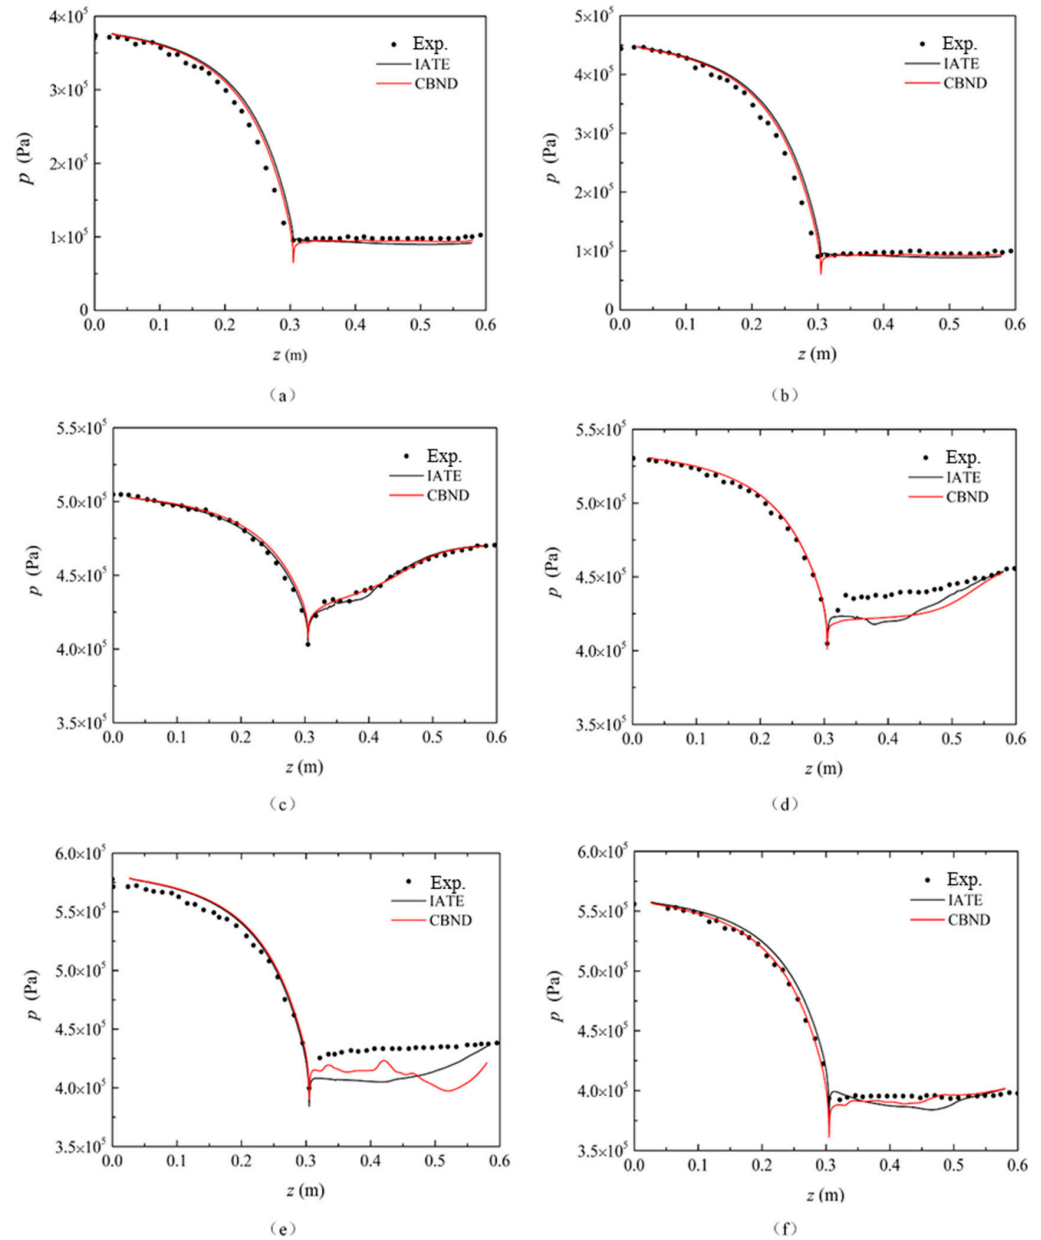 4×10⁵
3×10⁵
2×10⁵
1×10⁵
0
p (Pa)
Exp.
IATE
CBND
0.0 0.1 0.2 0.3 0.4 0.5 0.6
z (m)
(a)
5×10⁵
4×10⁵
3×10⁵
2×10⁵
1×10⁵
0
p (Pa)
Exp.
IATE
CBND
0.0 0.1 0.2 0.3 0.4 0.5 0.6
z (m)
(b)
5.5×10⁵
5.0×10⁵
4.5×10⁵
4.0×10⁵
3.5×10⁵
p (Pa)
Exp.
IATE
CBND
0.0 0.1 0.2 0.3 0.4 0.5 0.6
z (m)
(c)
5.5×10⁵
5.0×10⁵
4.5×10⁵
4.0×10⁵
3.5×10⁵
p (Pa)
Exp.
IATE
CBND
0.0 0.1 0.2 0.3 0.4 0.5 0.6
z (m)
(d)
6.0×10⁵
5.5×10⁵
5.0×10⁵
4.5×10⁵
4.0×10⁵
3.5×10⁵
p (Pa)
Exp.
IATE
CBND
0.0 0.1 0.2 0.3 0.4 0.5 0.6
z (m)
(e)
6.0×10⁵
5.5×10⁵
5.0×10⁵
4.5×10⁵
4.0×10⁵
3.5×10⁵
p (Pa)
Exp.
IATE
CBND
0.0 0.1 0.2 0.3 0.4 0.5 0.6
z (m)
(f)